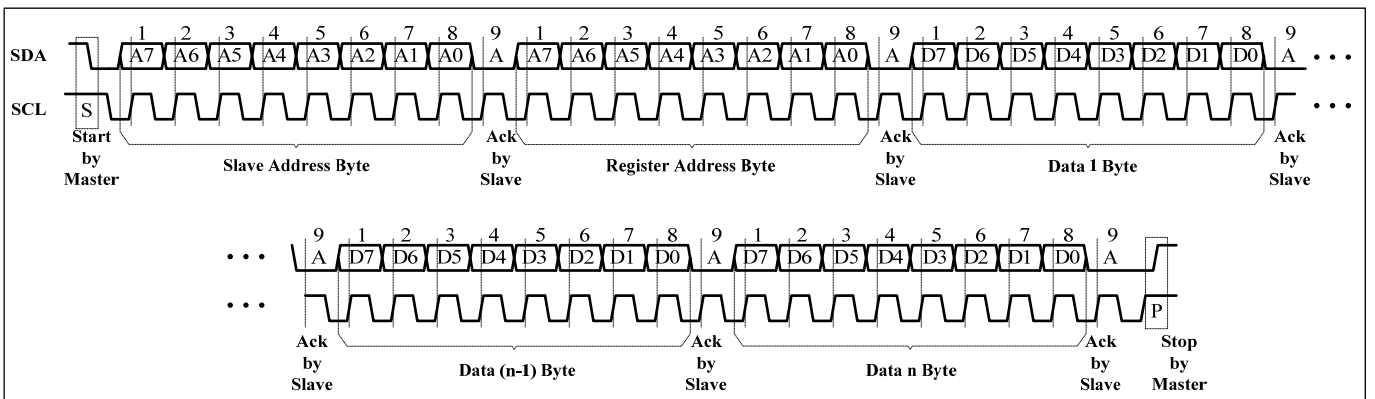 1 2 3 4 5 6 7 8 9 1 2 3 4 5 6 7 8 9 1 2 3 4 5 6 7 8 9
SDA A7 A6 A5 A4 A3 A2 A1 A0 A A7 A6 A5 A4 A3 A2 A1 A0 A D7 D6 D5 D4 D3 D2 D1 D0 A • • •
SCL S • • •
Start by Master
Slave Address Byte
Ack by Slave
Register Address Byte
Ack by Slave
Data 1 Byte
Ack by Slave
9 1 2 3 4 5 6 7 8 9 1 2 3 4 5 6 7 8 9
• • • A D7 D6 D5 D4 D3 D2 D1 D0 A D7 D6 D5 D4 D3 D2 D1 D0 A
• • • P
Ack by Slave
Data (n-1) Byte
Ack by Slave
Data n Byte
Ack by Slave
Stop by Master